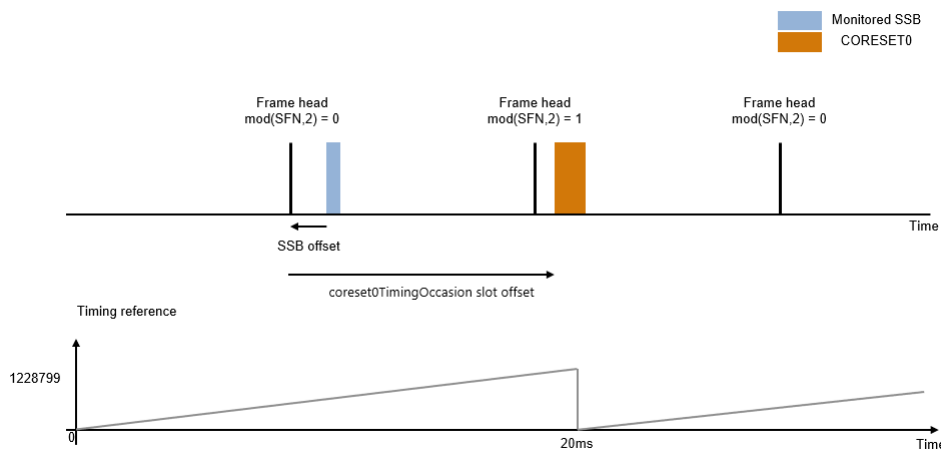 Monitored SSB
CORESET0
Frame head
mod(SFN,2) = 0
Frame head
mod(SFN,2) = 1
Frame head
mod(SFN,2) = 0
Time
SSB offset
coreset0TimingOccasion slot offset
Timing reference
1228799
0
20ms
Time